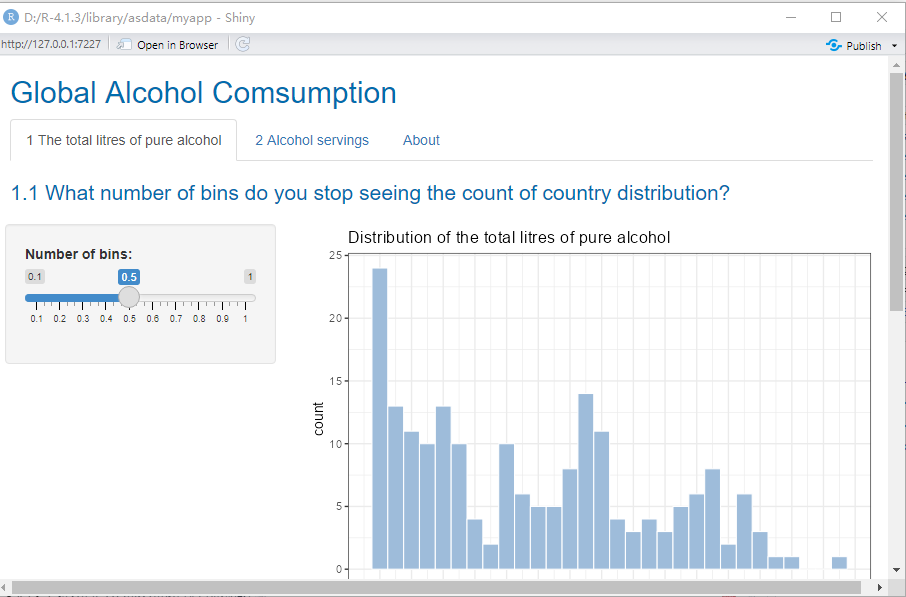 R D:/R-4.1.3/library/asdata/myapp - Shiny
http://127.0.0.1:7227 Open in Browser Publish
Global Alcohol Comsumption
1 The total litres of pure alcohol 2 Alcohol servings About
1.1 What number of bins do you stop seeing the count of country distribution?
Number of bins:
0.1 0.5 1
0.1 0.2 0.3 0.4 0.5 0.6 0.7 0.8 0.9 1
Distribution of the total litres of pure alcohol
25
20
15
10
5
0
count